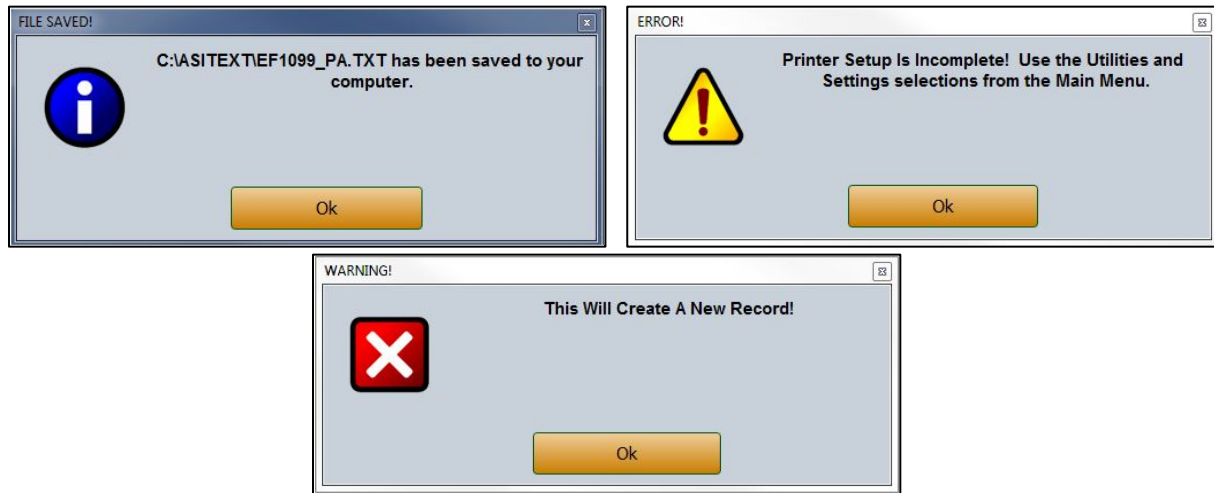 FILE SAVED!
C:\ASITEXT\EF1099_PA.TXT has been saved to your
computer.
Ok
ERROR!
Printer Setup Is Incomplete!  Use the Utilities and
Settings selections from the Main Menu.
Ok
WARNING!
This Will Create A New Record!
Ok